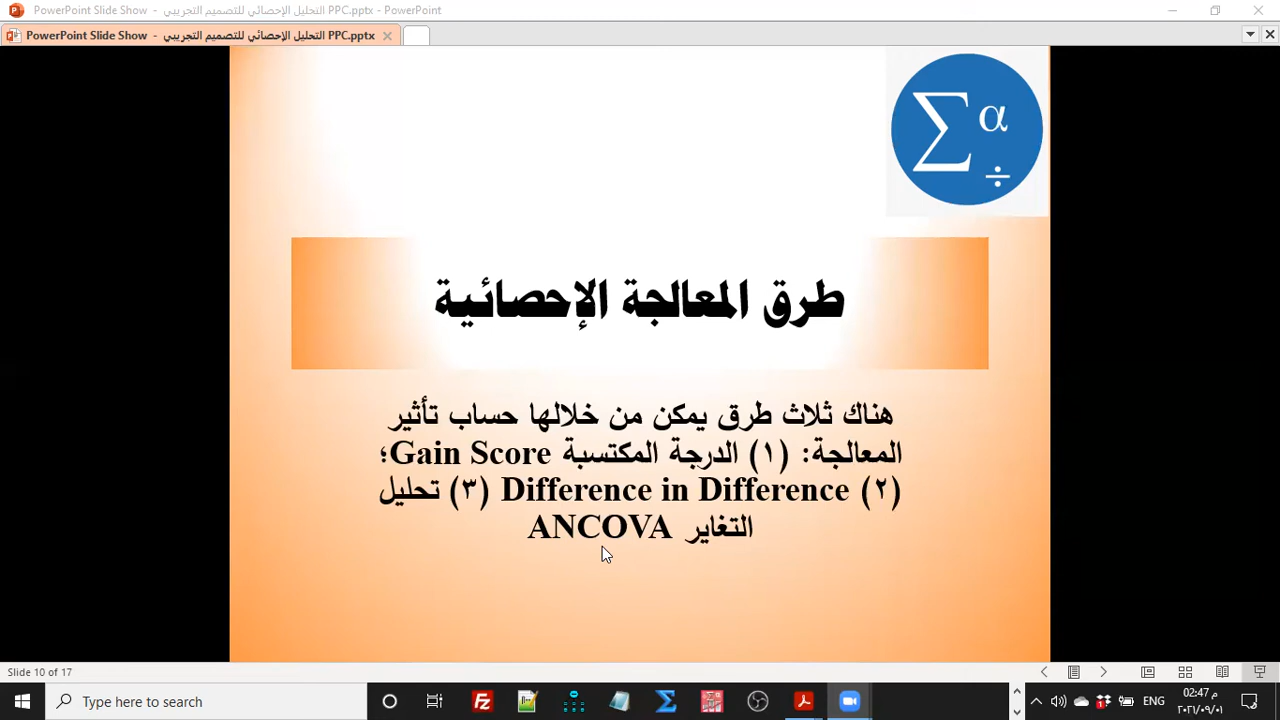 PowerPoint Slide Show - التحليل الإحصائي للتصميم التجريبي PPC.pptx - PowerPoint
PowerPoint Slide Show - التحليل الإحصائي للتصميم التجريبي PPC.pptx
Σ α ÷
طرق المعالجة الإحصائية
هناك ثلاث طرق يمكن من خلالها حساب تأثير
المعالجة: (١) الدرجة المكتسبة Gain Score؛
(٢) Difference in Difference (٣) تحليل
التغاير ANCOVA
Slide 10 of 17
Type here to search
ENG
02:47 م
٢٠٢١/٠٩/٠١